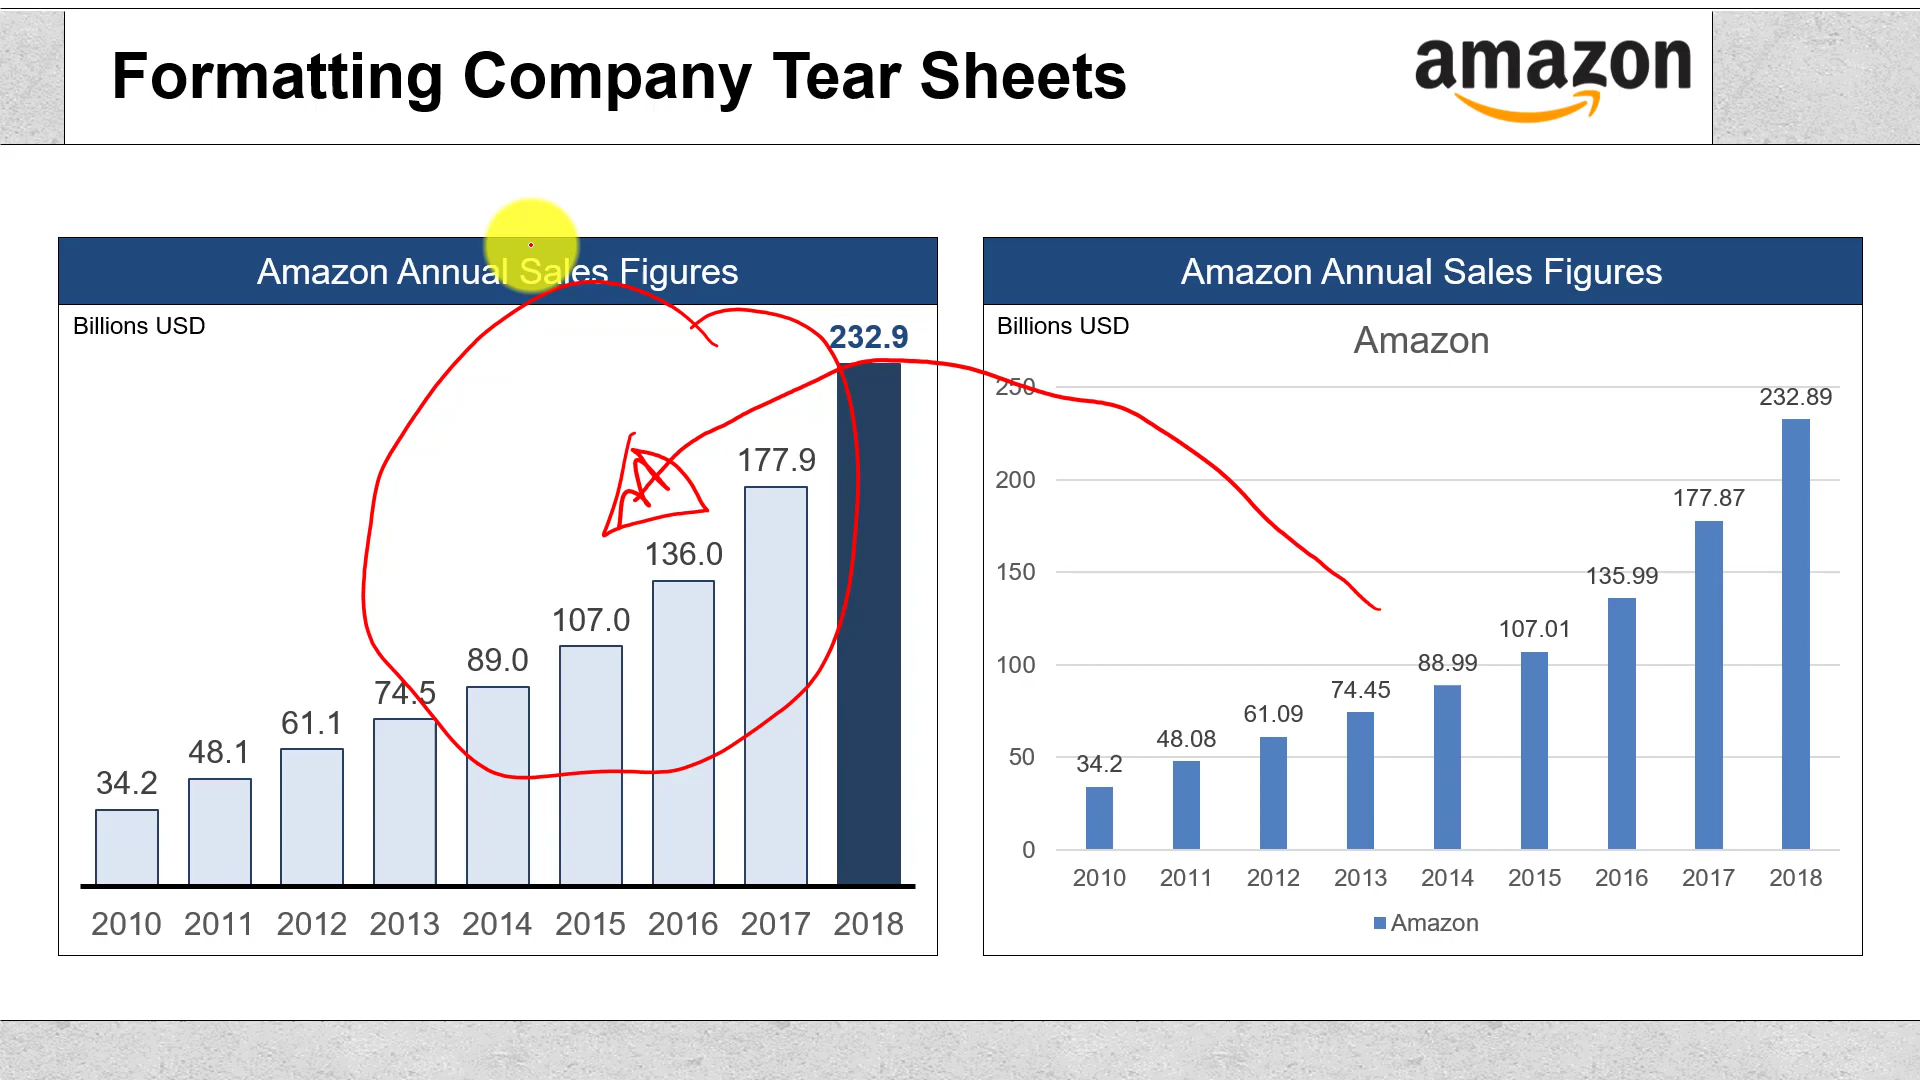 Formatting Company Tear Sheets
amazon
Amazon Annual Sales Figures
Billions USD
232.9
177.9
136.0
107.0
89.0
74.5
61.1
48.1
34.2
2010 2011 2012 2013 2014 2015 2016 2017 2018
Amazon Annual Sales Figures
Billions USD
Amazon
250
232.89
200
177.87
150
135.99
107.01
100
88.99
74.45
61.09
50
48.08
34.2
0
2010 2011 2012 2013 2014 2015 2016 2017 2018
Amazon